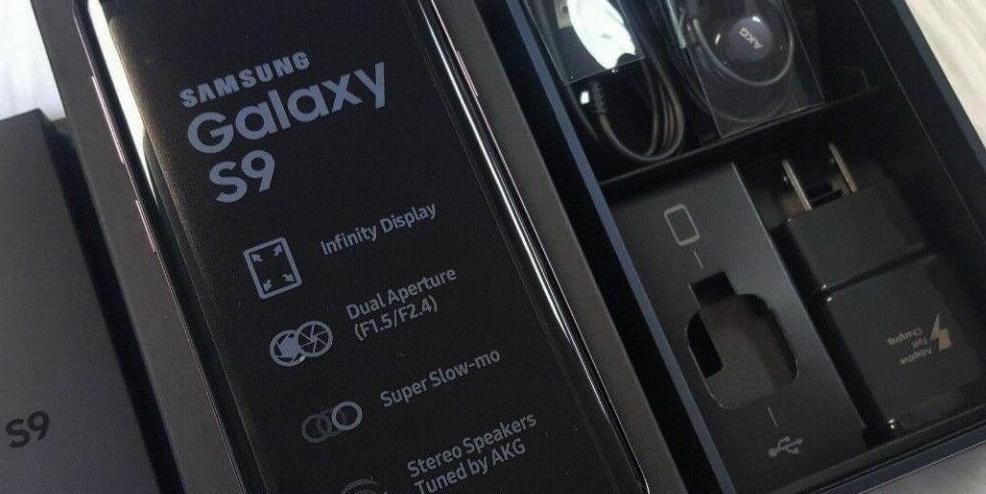 SAMSUNG
Galaxy
S9
Infinity Display
Dual Aperture
(F1.5/F2.4)
Super Slow-mo
Stereo Speakers
Tuned by AKG
S9
AKG
Adaptive
Fast
Charging